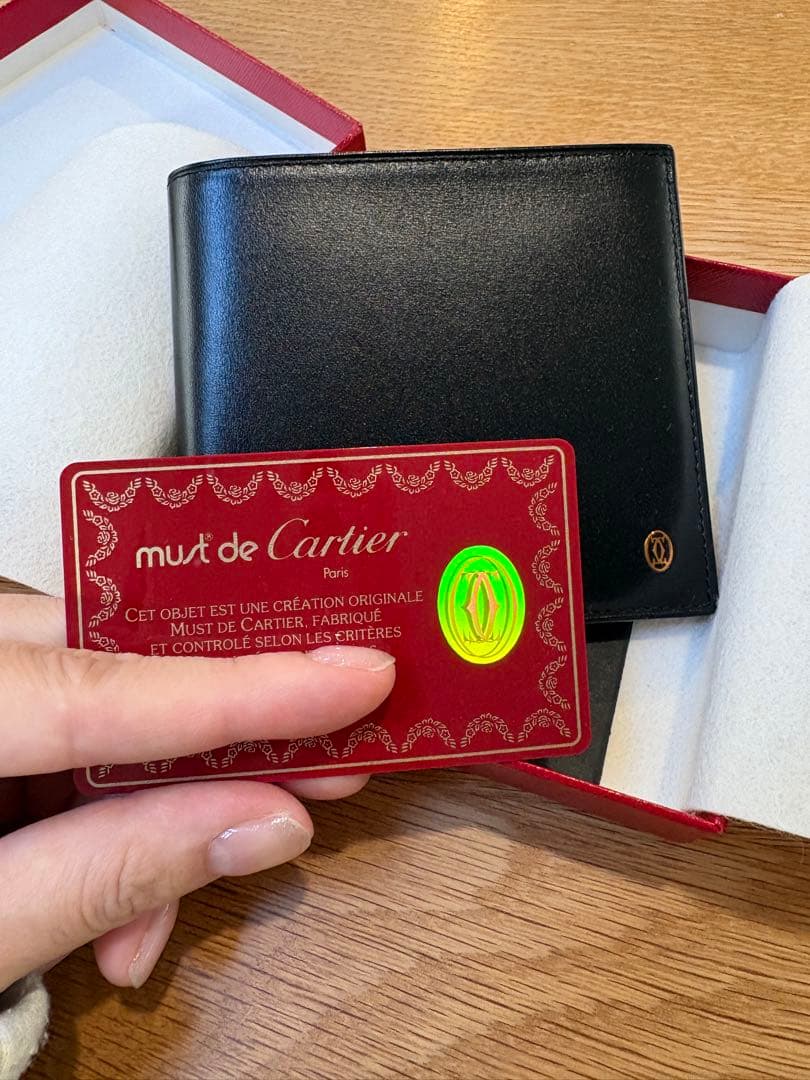 must® de Cartier
Paris
CET OBJET EST UNE CRÉATION ORIGINALE
MUST DE CARTIER, FABRIQUÉ
ET CONTROLÉ SELON LES CRITÈRES